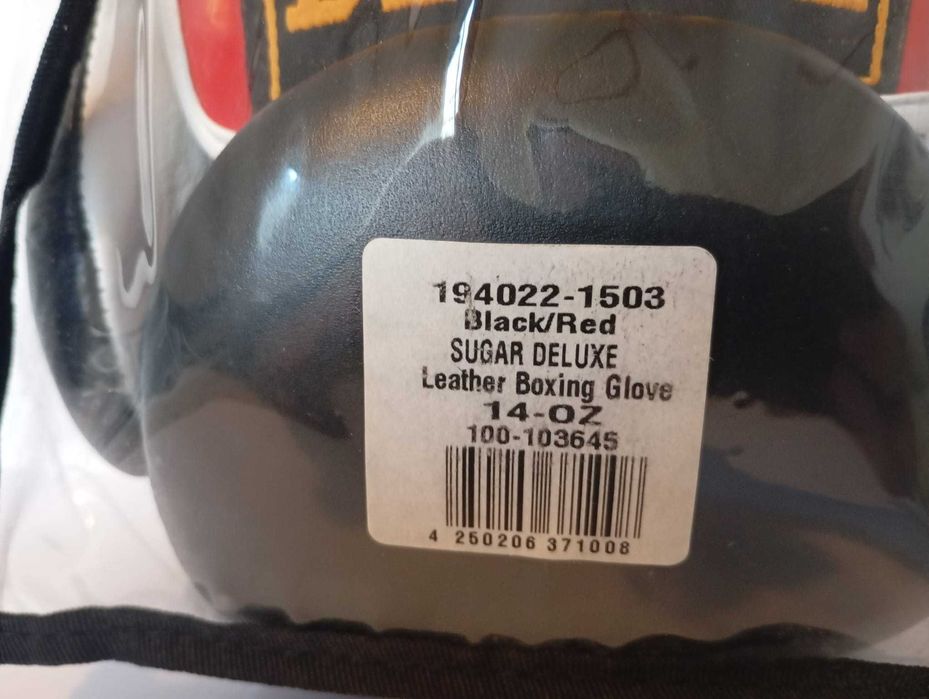 194022-1503
Black/Red
SUGAR DELUXE
Leather Boxing Glove
14-OZ
100-103645
4 250206 371008